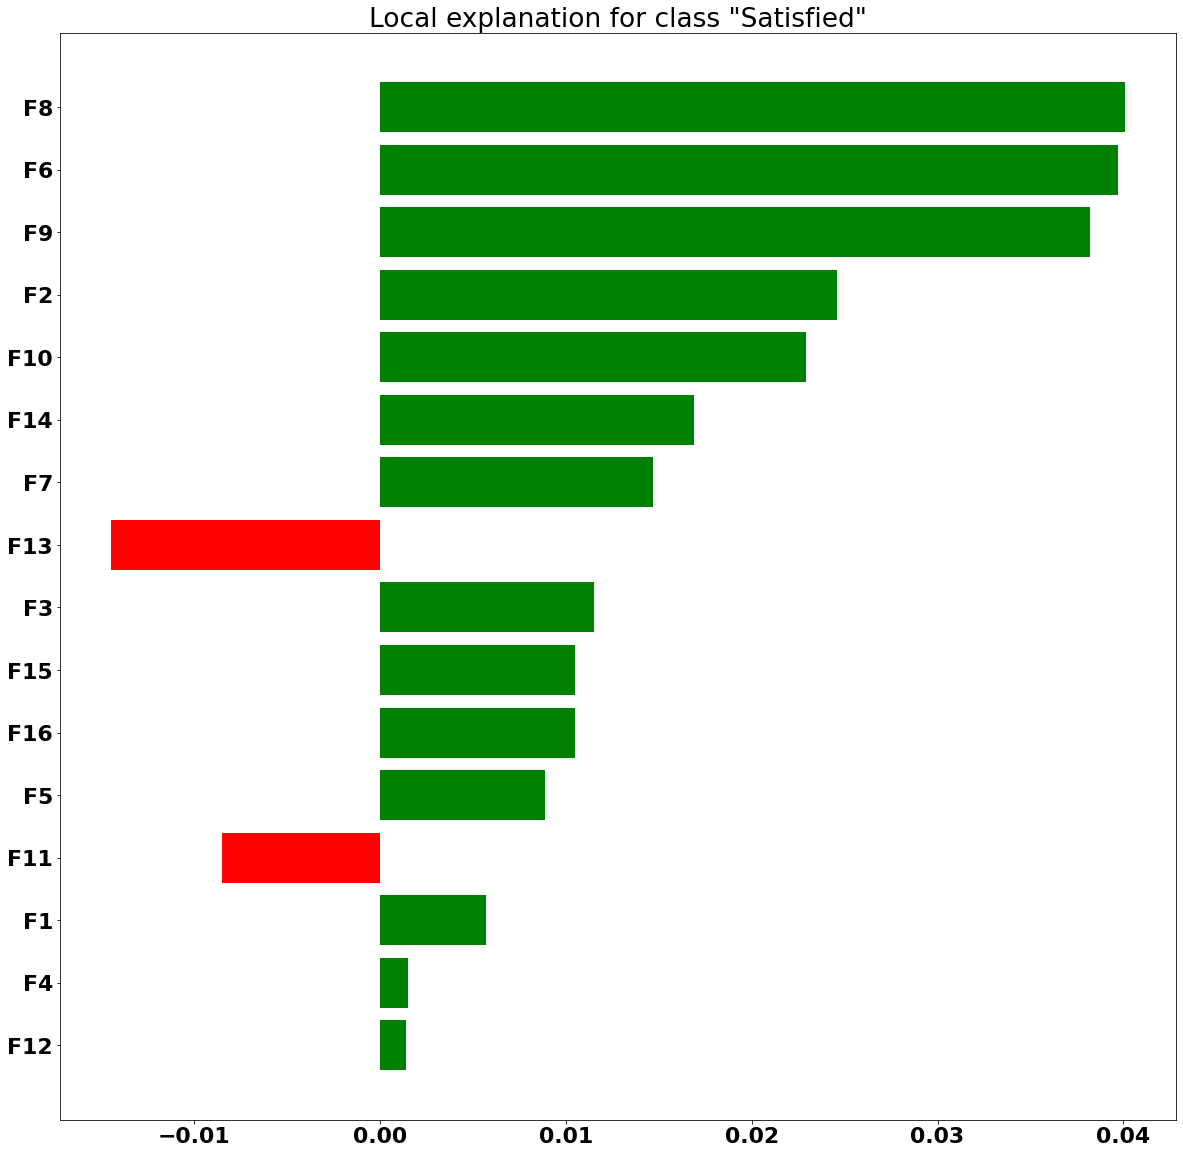 Local explanation for class "Satisfied"
F8
F6
F9
F2
F10
F14
F7
F13
F3
F15
F16
F5
F11
F1
F4
F12
−0.01 0.00 0.01 0.02 0.03 0.04